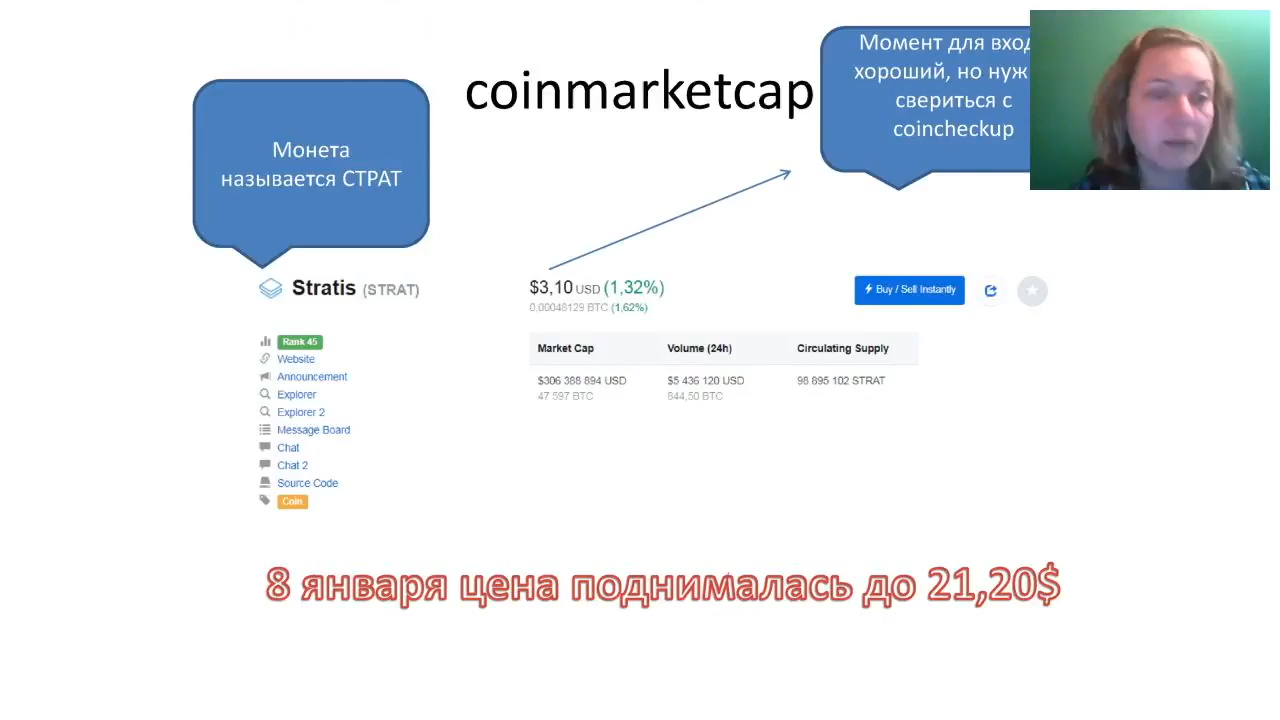 coinmarketcap
Монета
называется СТРАТ
Момент для вход
хороший, но нуж
свериться с
coincheckup
Stratis (STRAT)
$3,10 USD (1,32%)
0,00048129 BTC (1,62%)
Buy / Sell Instantly
Rank 45
Website
Announcement
Explorer
Explorer 2
Message Board
Chat
Chat 2
Source Code
Coin
Market Cap Volume (24h) Circulating Supply
$306 388 894 USD $5 436 120 USD 98 895 102 STRAT
47 597 BTC 844,50 BTC
8 января цена поднималась до 21,20$